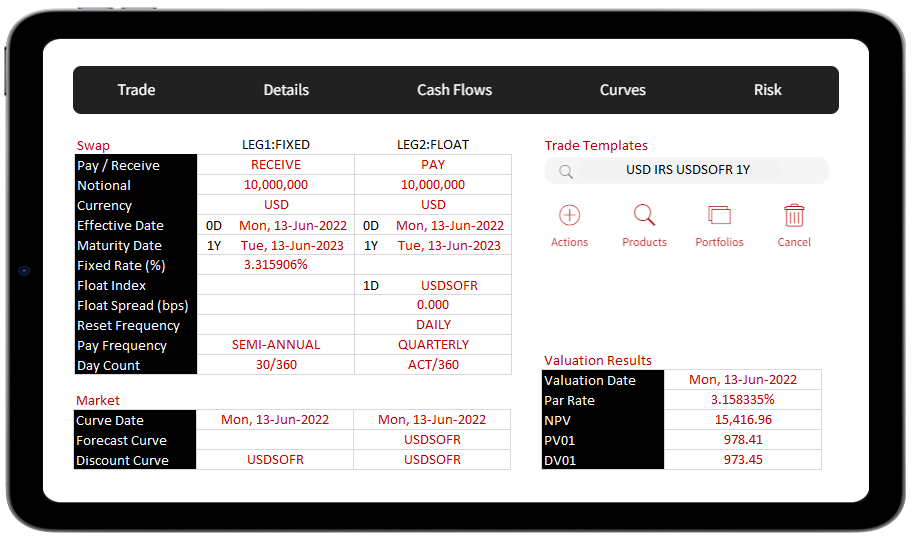 Trade Details Cash Flows Curves Risk
Swap LEG1:FIXED LEG2:FLOAT
Pay / Receive RECEIVE PAY
Notional 10,000,000 10,000,000
Currency USD USD
Effective Date 0D Mon, 13-Jun-2022 0D Mon, 13-Jun-2022
Maturity Date 1Y Tue, 13-Jun-2023 1Y Tue, 13-Jun-2023
Fixed Rate (%) 3.315906%
Float Index 1D USDSOFR
Float Spread (bps) 0.000
Reset Frequency DAILY
Pay Frequency SEMI-ANNUAL QUARTERLY
Day Count 30/360 ACT/360
Market
Curve Date Mon, 13-Jun-2022 Mon, 13-Jun-2022
Forecast Curve USDSOFR
Discount Curve USDSOFR USDSOFR
Trade Templates
USD IRS USDSOFR 1Y
Actions Products Portfolios Cancel
Valuation Results
Valuation Date Mon, 13-Jun-2022
Par Rate 3.158335%
NPV 15,416.96
PV01 978.41
DV01 973.45